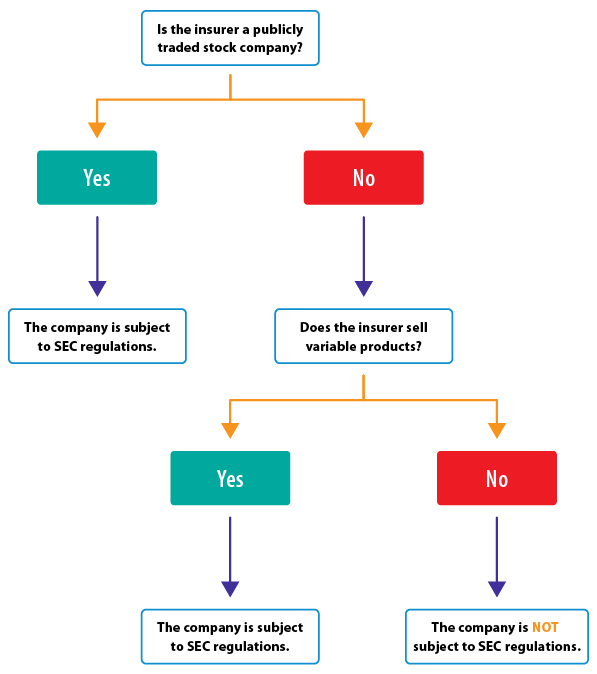 Is the insurer a publicly
traded stock company?
Yes
No
The company is subject
to SEC regulations.
Does the insurer sell
variable products?
Yes
No
The company is subject
to SEC regulations.
The company is NOT
subject to SEC regulations.